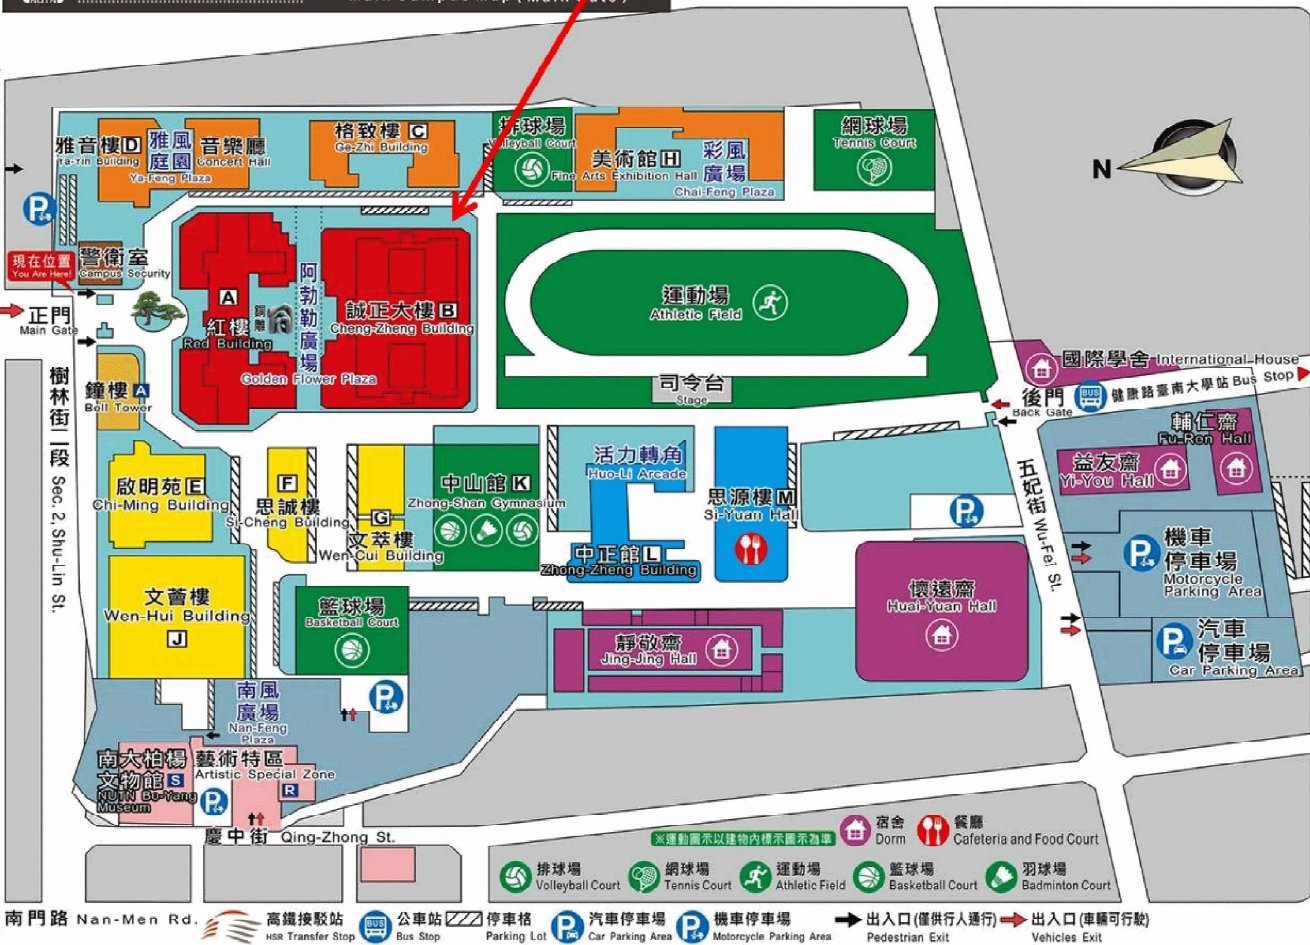 雅音樓 D
Ya-Yin Building
雅風
庭園
Ya-Feng Plaza
音樂廳
Concert Hall
格致樓 C
Ge-Zhi Building
排球場
Volleyball Court
美術館 H
Fine Arts Exhibition Hall
彩風
廣場
Chai-Feng Plaza
網球場
Tennis Court
N
P
現在位置
You Are Here!
警衛室
Campus Security
正門
Main Gate
A
紅樓
Red Building
銅雕
阿勃勒廣場
Golden Flower Plaza
誠正大樓 B
Cheng-Zheng Building
運動場
Athletic Field
司令台
Stage
國際學舍 International House
後門
Back Gate
BUS
健康路臺南大學站 Bus Stop
鐘樓 A
Bell Tower
樹林街二段 Sec. 2, Shu-Lin St.
啟明苑 E
Chi-Ming Building
F
思誠樓
Si-Cheng Building
G
文萃樓
Wen-Cui Building
中山館 K
Zhong-Shan Gymnasium
活力轉角
Huo-Li Arcade
中正館 L
Zhong-Zheng Building
思源樓 M
Si-Yuan Hall
P
五妃街 Wu-Fei St.
輔仁齋
Fu-Ren Hall
益友齋
Yi-You Hall
P
機車
停車場
Motorcycle
Parking Area
P
汽車
停車場
Car Parking Area
文薈樓
Wen-Hui Building
J
籃球場
Basketball Court
靜敬齋
Jing-Jing Hall
懷遠齋
Huai-Yuan Hall
南風
廣場
Nan-Feng
Plaza
P
南大柏楊
文物館 S
NUTN Bo-Yang
Museum
藝術特區
Artistic Special Zone
R
P
慶中街 Qing-Zhong St.
※運動圖示以建物內標示圖示為準
宿舍
Dorm
餐廳
Cafeteria and Food Court
排球場
Volleyball Court
網球場
Tennis Court
運動場
Athletic Field
籃球場
Basketball Court
羽球場
Badminton Court
南門路 Nan-Men Rd.
高鐵接駁站
HSR Transfer Stop
BUS
公車站
Bus Stop
停車格
Parking Lot
P
汽車停車場
Car Parking Area
P
機車停車場
Motorcycle Parking Area
出入口(僅供行人通行)
Pedestrian Exit
出入口(車輛可行駛)
Vehicles Exit